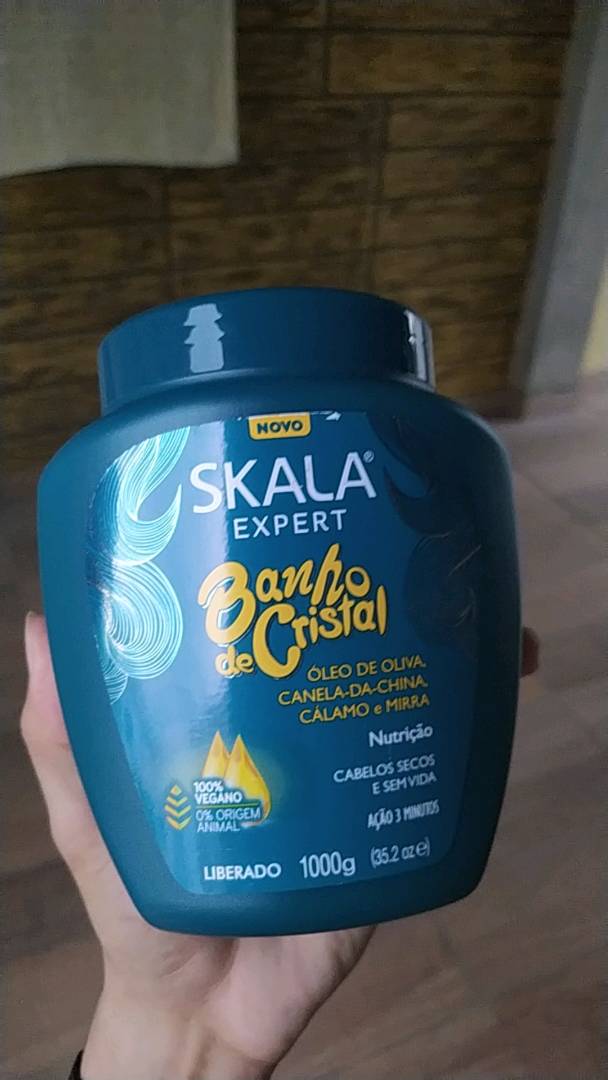 NOVO
SKALA®
EXPERT
Banho
de Cristal
ÓLEO DE OLIVA,
CANELA-DA-CHINA,
CÁLAMO e MIRRA
Nutrição
CABELOS SECOS
E SEM VIDA
100%
VEGANO
0% ORIGEM
ANIMAL
AÇÃO 3 MINUTOS
LIBERADO 1000g (35.2 oz e)